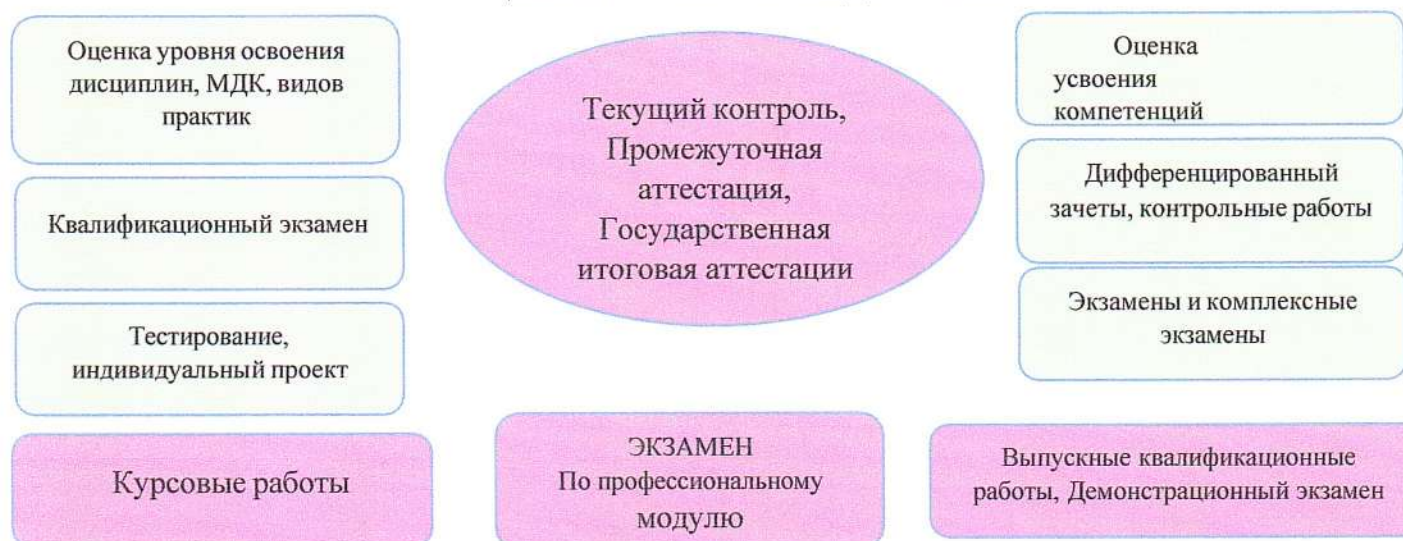 Оценка уровня освоения
дисциплин, МДК, видов
практик
Квалификационный экзамен
Тестирование,
индивидуальный проект
Курсовые работы
Текущий контроль,
Промежуточная
аттестация,
Государственная
итоговая аттестации
ЭКЗАМЕН
По профессиональному
модулю
Оценка
усвоения
компетенций
Дифференцированный
зачеты, контрольные работы
Экзамены и комплексные
экзамены
Выпускные квалификационные
работы, Демонстрационный экзамен